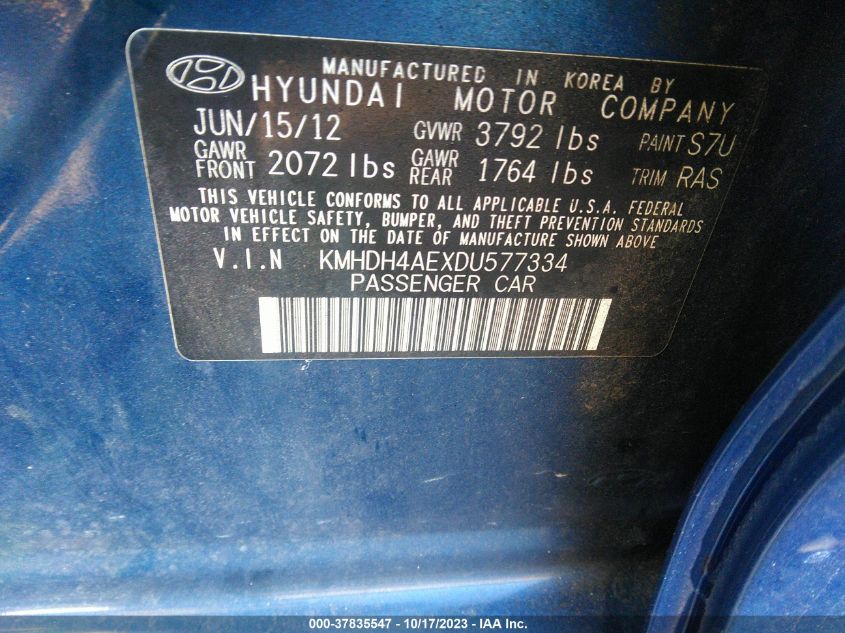 MANUFACTURED IN KOREA BY
HYUNDAI MOTOR COMPANY
JUN/15/12 GVWR 3792 lbs PAINT S7U
GAWR FRONT 2072 lbs GAWR REAR 1764 lbs TRIM RAS
THIS VEHICLE CONFORMS TO ALL APPLICABLE U.S.A. FEDERAL
MOTOR VEHICLE SAFETY, BUMPER, AND THEFT PREVENTION STANDARDS
IN EFFECT ON THE DATE OF MANUFACTURE SHOWN ABOVE
V.I.N KMHDH4AEXDU577334
PASSENGER CAR
000-37835547 - 10/17/2023 - IAA Inc.